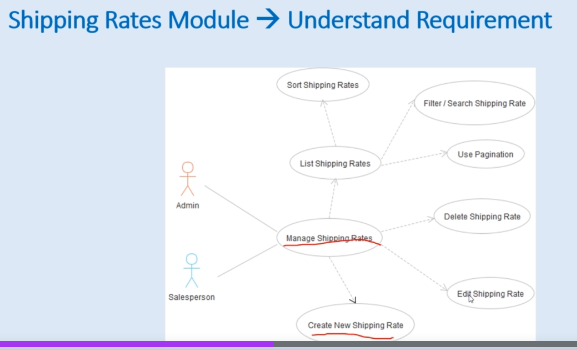 Shipping Rates Module → Understand Requirement
Sort Shipping Rates
Filter / Search Shipping Rate
List Shipping Rates
Use Pagination
Admin
Delete Shipping Rate
Manage Shipping Rates
Salesperson
Edit Shipping Rate
Create New Shipping Rate